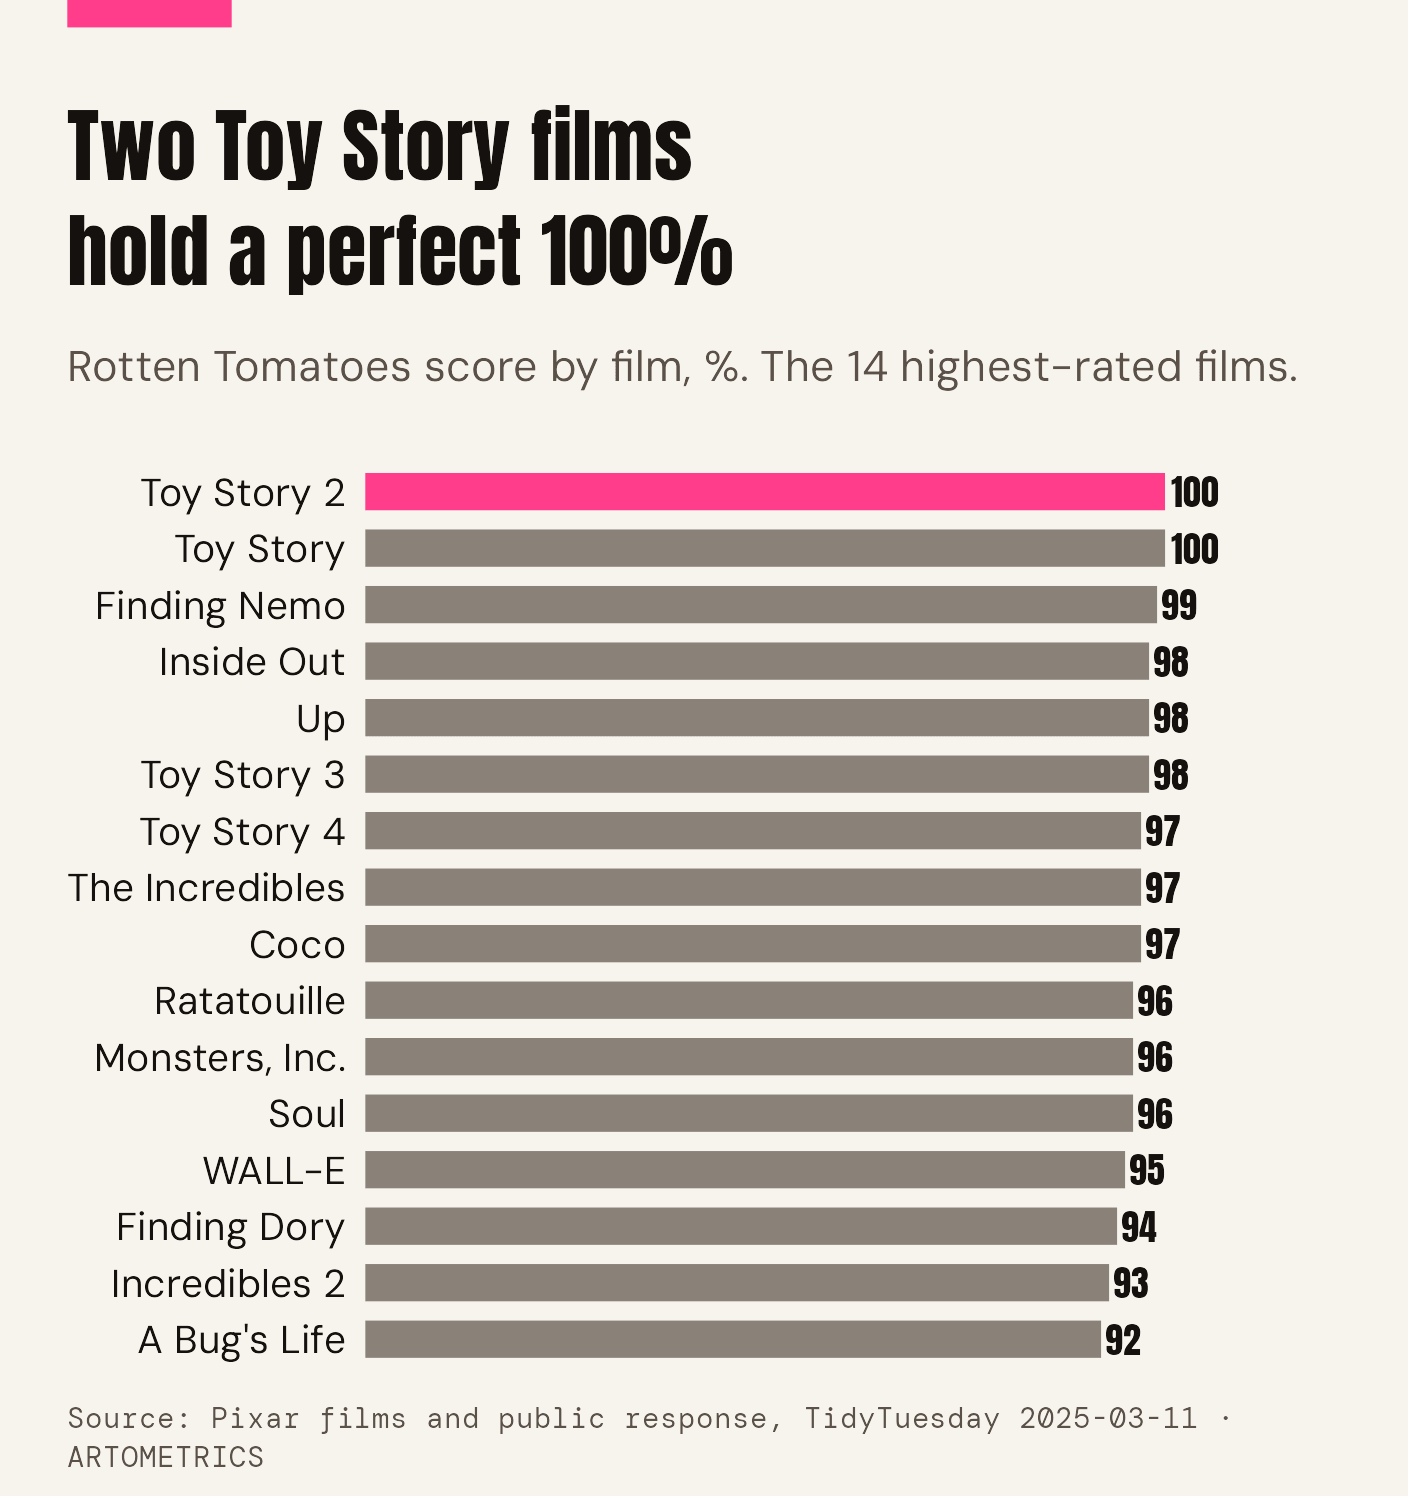 Two Toy Story films
hold a perfect 100%
Rotten Tomatoes score by film, %. The 14 highest-rated films.
Toy Story 2 100
Toy Story 100
Finding Nemo 99
Inside Out 98
Up 98
Toy Story 3 98
Toy Story 4 97
The Incredibles 97
Coco 97
Ratatouille 96
Monsters, Inc. 96
Soul 96
WALL-E 95
Finding Dory 94
Incredibles 2 93
A Bug's Life 92
Source: Pixar films and public response, TidyTuesday 2025-03-11 ·
ARTOMETRICS